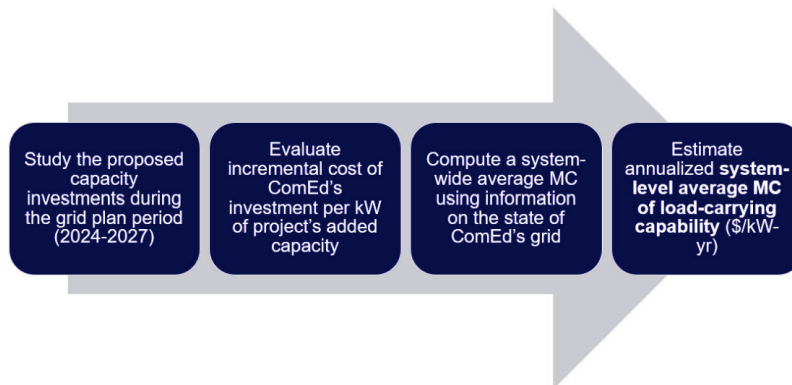 Study the proposed
capacity
investments during
the grid plan period
(2024-2027)
Evaluate
incremental cost of
ComEd's
investment per kW
of project's added
capacity
Compute a system-
wide average MC
using information
on the state of
ComEd's grid
Estimate
annualized system-
level average MC
of load-carrying
capability ($/kW-
yr)